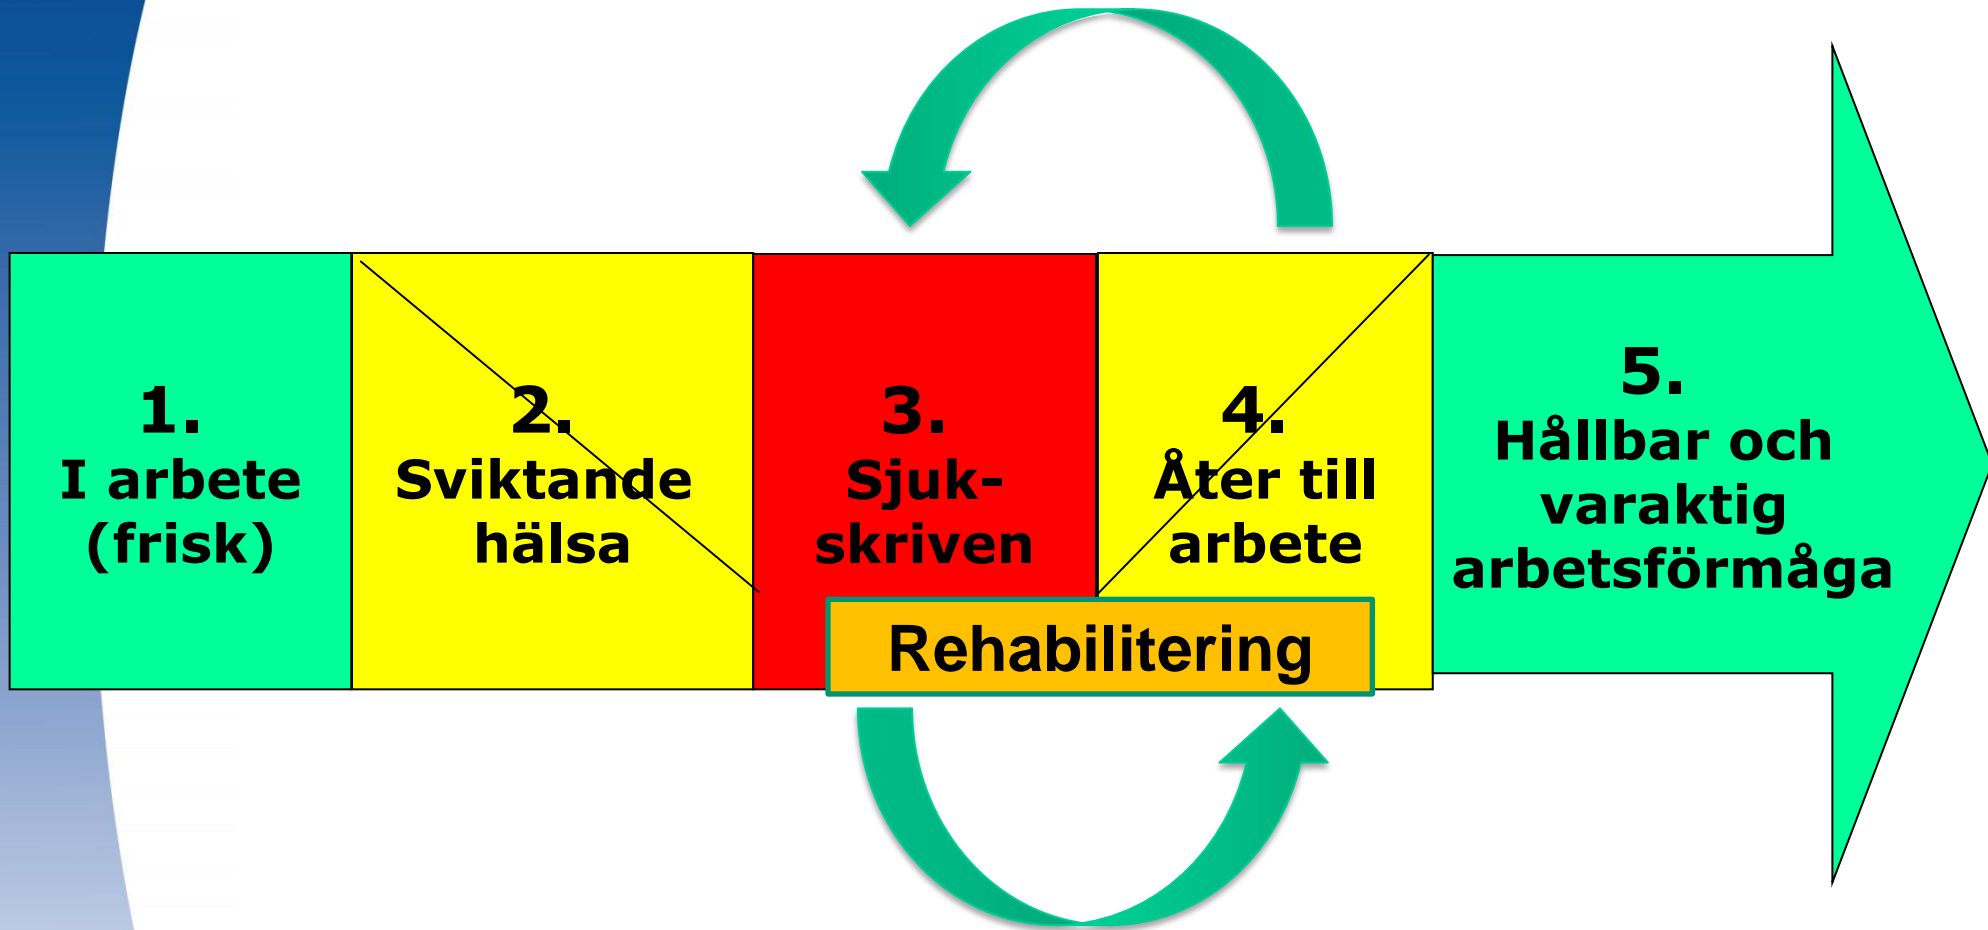 1.
I arbete
(frisk)
2.
Sviktande
hälsa
3.
Sjuk-
skriven
4.
Åter till
arbete
5.
Hållbar och
varaktig
arbetsförmåga
Rehabilitering